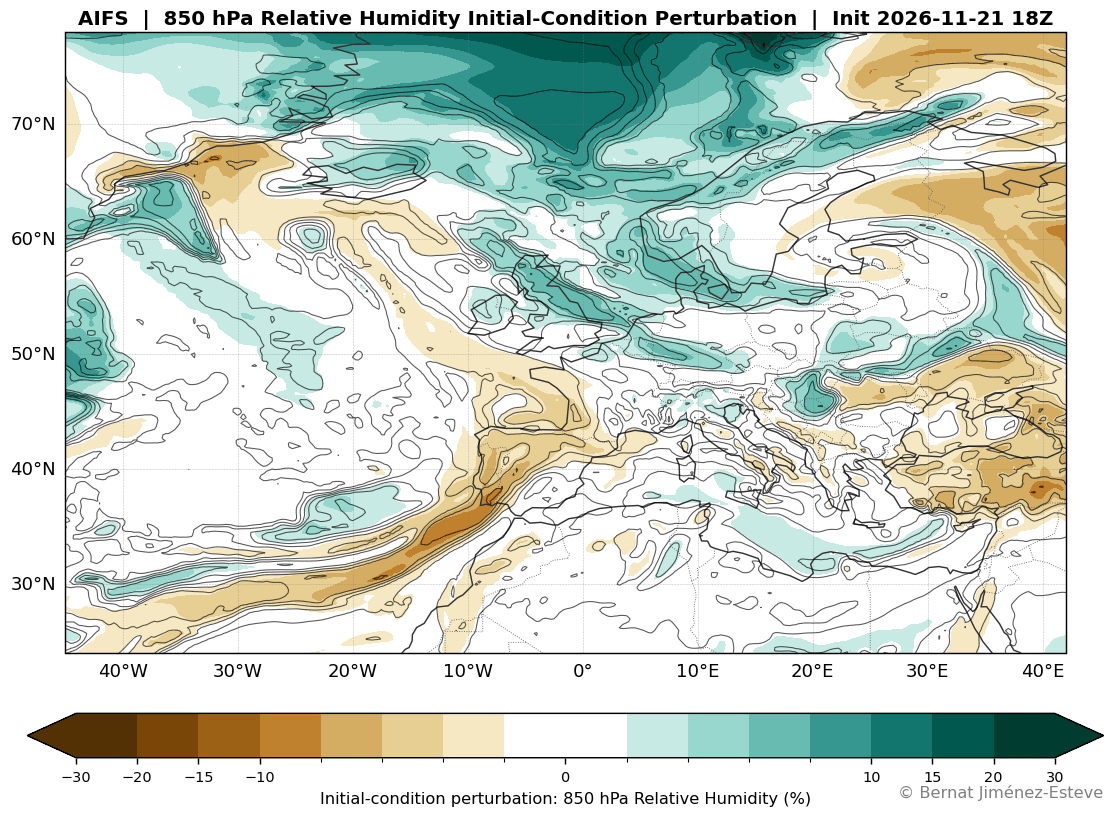 AIFS | 850 hPa Relative Humidity Initial-Condition Perturbation | Init 2026-11-21 18Z
70°N
60°N
50°N
40°N
30°N
40°W 30°W 20°W 10°W 0° 10°E 20°E 30°E 40°E
−30 −20 −15 −10 0 10 15 20 30
Initial-condition perturbation: 850 hPa Relative Humidity (%)
© Bernat Jiménez-Esteve